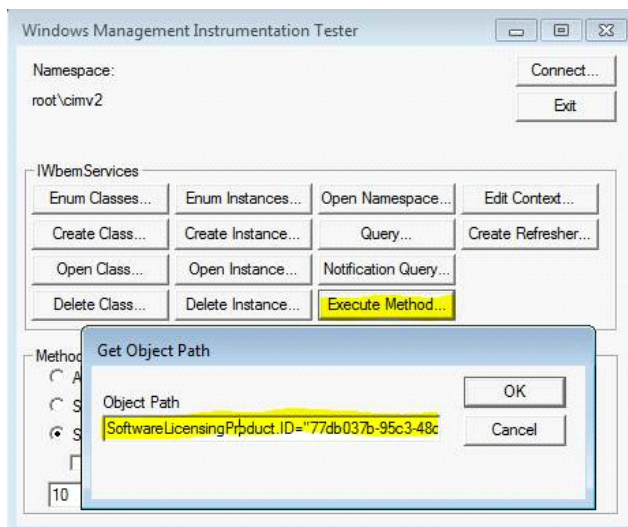 Windows Management Instrumentation Tester
Namespace:
Connect...
root\cimv2
Exit
IWbemServices
Enum Classes...
Enum Instances...
Open Namespace...
Edit Context...
Create Class...
Create Instance...
Query...
Create Refresher...
Open Class...
Open Instance...
Notification Query...
Delete Class...
Delete Instance...
Execute Method...
Method
Get Object Path
A
S
S
Object Path
OK
SoftwareLicensingProduct.ID="77db037b-95c3-48c
Cancel
10